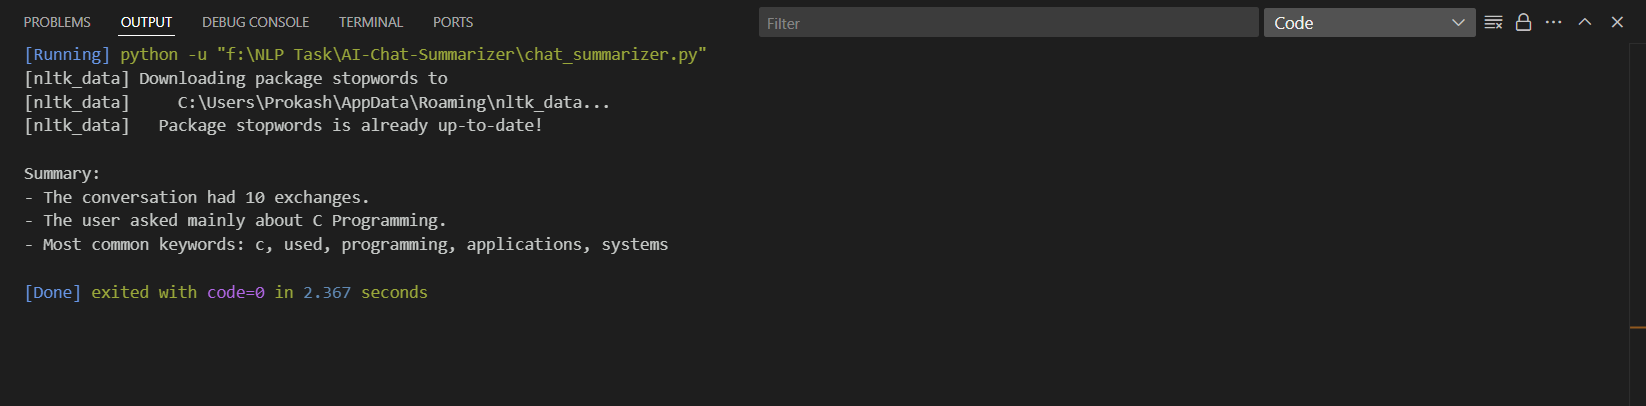 PROBLEMS OUTPUT DEBUG CONSOLE TERMINAL PORTS Filter Code
[Running] python -u "f:\NLP Task\AI-Chat-Summarizer\chat_summarizer.py"
[nltk_data] Downloading package stopwords to
[nltk_data]     C:\Users\Prokash\AppData\Roaming\nltk_data...
[nltk_data]   Package stopwords is already up-to-date!
Summary:
- The conversation had 10 exchanges.
- The user asked mainly about C Programming.
- Most common keywords: c, used, programming, applications, systems
[Done] exited with code=0 in 2.367 seconds